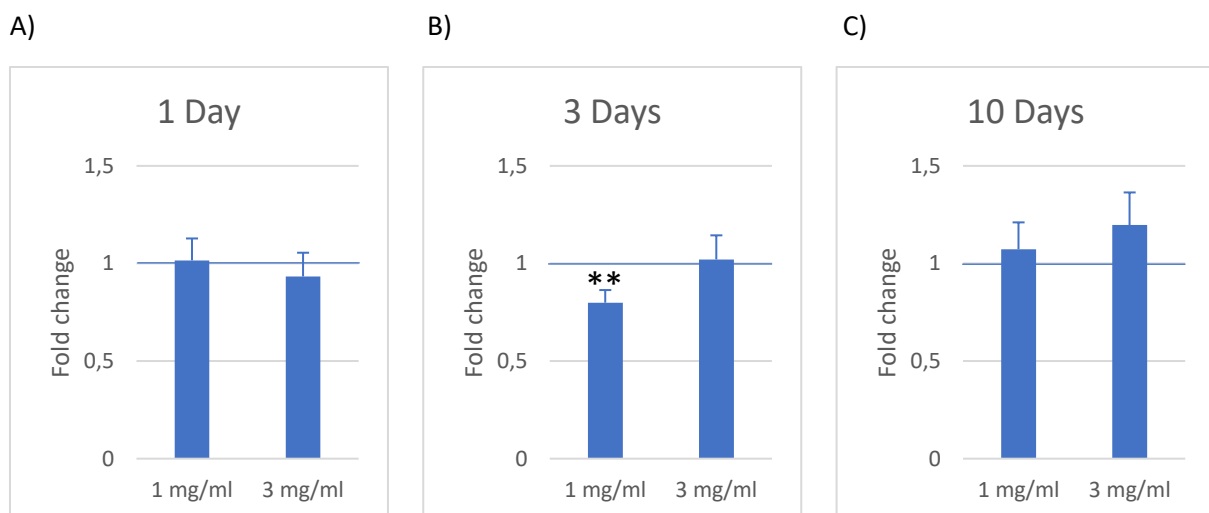 A)
1 Day
1,5
1
0,5
0
Fold change
1 mg/ml 3 mg/ml
B)
3 Days
1,5
1
0,5
0
Fold change
**
1 mg/ml 3 mg/ml
C)
10 Days
1,5
1
0,5
0
Fold change
1 mg/ml 3 mg/ml